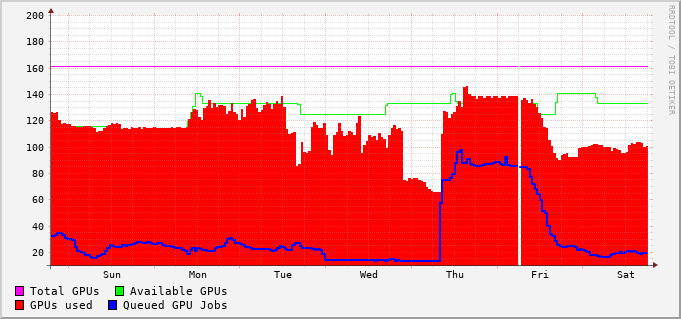 RRDTOOL / TOBI OETIKER
200
180
160
140
120
100
80
60
40
20
Sun Mon Tue Wed Thu Fri Sat
Total GPUs Available GPUs
GPUs used Queued GPU Jobs